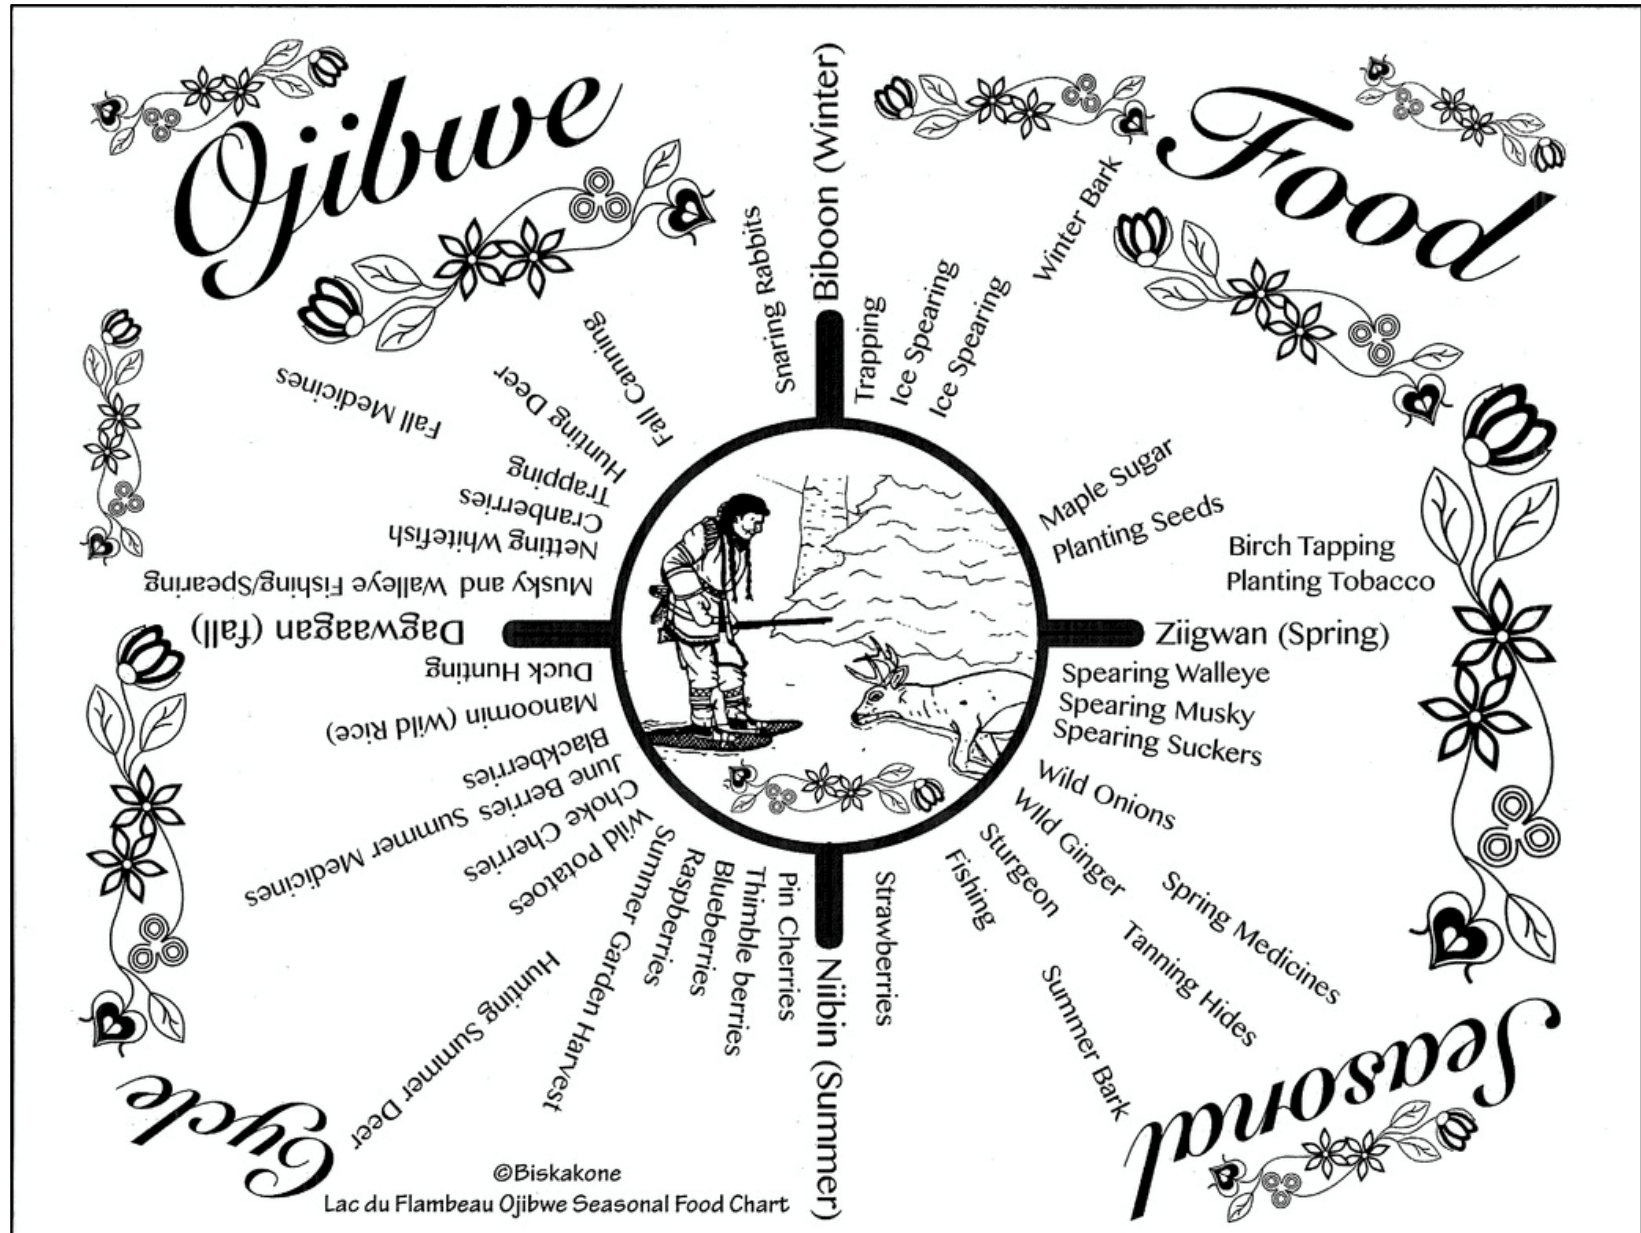 Ojibwe
Food
Seasonal
Cycle
Biboon (Winter)
Trapping
Ice Spearing
Ice Spearing
Winter Bark
Maple Sugar
Planting Seeds
Birch Tapping
Planting Tobacco
Ziigwan (Spring)
Spearing Walleye
Spearing Musky
Spearing Suckers
Wild Onions
WIld Ginger
Spring Medicines
Sturgeon
Tanning Hides
Fishing
Summer Bark
Strawberries
Niibin (Summer)
Pin Cherries
Thimble berries
Blueberries
Raspberries
Summer Garden Harvest
Hunting Summer Deer
Wild Potatoes
Choke Cherries
June Berries Summer Medicines
Blackberries
Manoomin (Wild Rice)
Duck Hunting
Dagwaagan (fall)
Musky and Walleye Fishing/Spearing
Netting Whitefish
Cranberries
Trapping
Hunting Deer
Fall Medicines
Fall Canning
Snaring Rabbits
©Biskakone
Lac du Flambeau Ojibwe Seasonal Food Chart